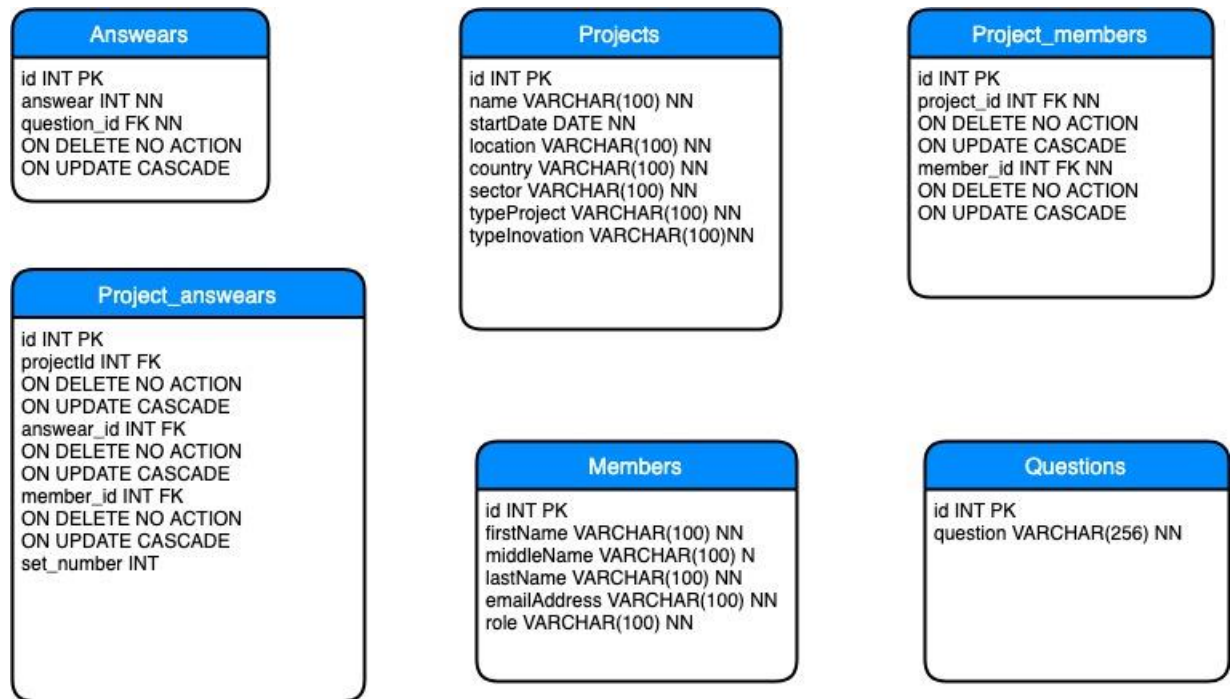 Answears
id INT PK
answear INT NN
question_id FK NN
ON DELETE NO ACTION
ON UPDATE CASCADE
Projects
id INT PK
name VARCHAR(100) NN
startDate DATE NN
location VARCHAR(100) NN
country VARCHAR(100) NN
sector VARCHAR(100) NN
typeProject VARCHAR(100) NN
typeInovation VARCHAR(100)NN
Project_members
id INT PK
project_id INT FK NN
ON DELETE NO ACTION
ON UPDATE CASCADE
member_id INT FK NN
ON DELETE NO ACTION
ON UPDATE CASCADE
Project_answears
id INT PK
projectId INT FK
ON DELETE NO ACTION
ON UPDATE CASCADE
answear_id INT FK
ON DELETE NO ACTION
ON UPDATE CASCADE
member_id INT FK
ON DELETE NO ACTION
ON UPDATE CASCADE
set_number INT
Members
id INT PK
firstName VARCHAR(100) NN
middleName VARCHAR(100) N
lastName VARCHAR(100) NN
emailAddress VARCHAR(100) NN
role VARCHAR(100) NN
Questions
id INT PK
question VARCHAR(256) NN